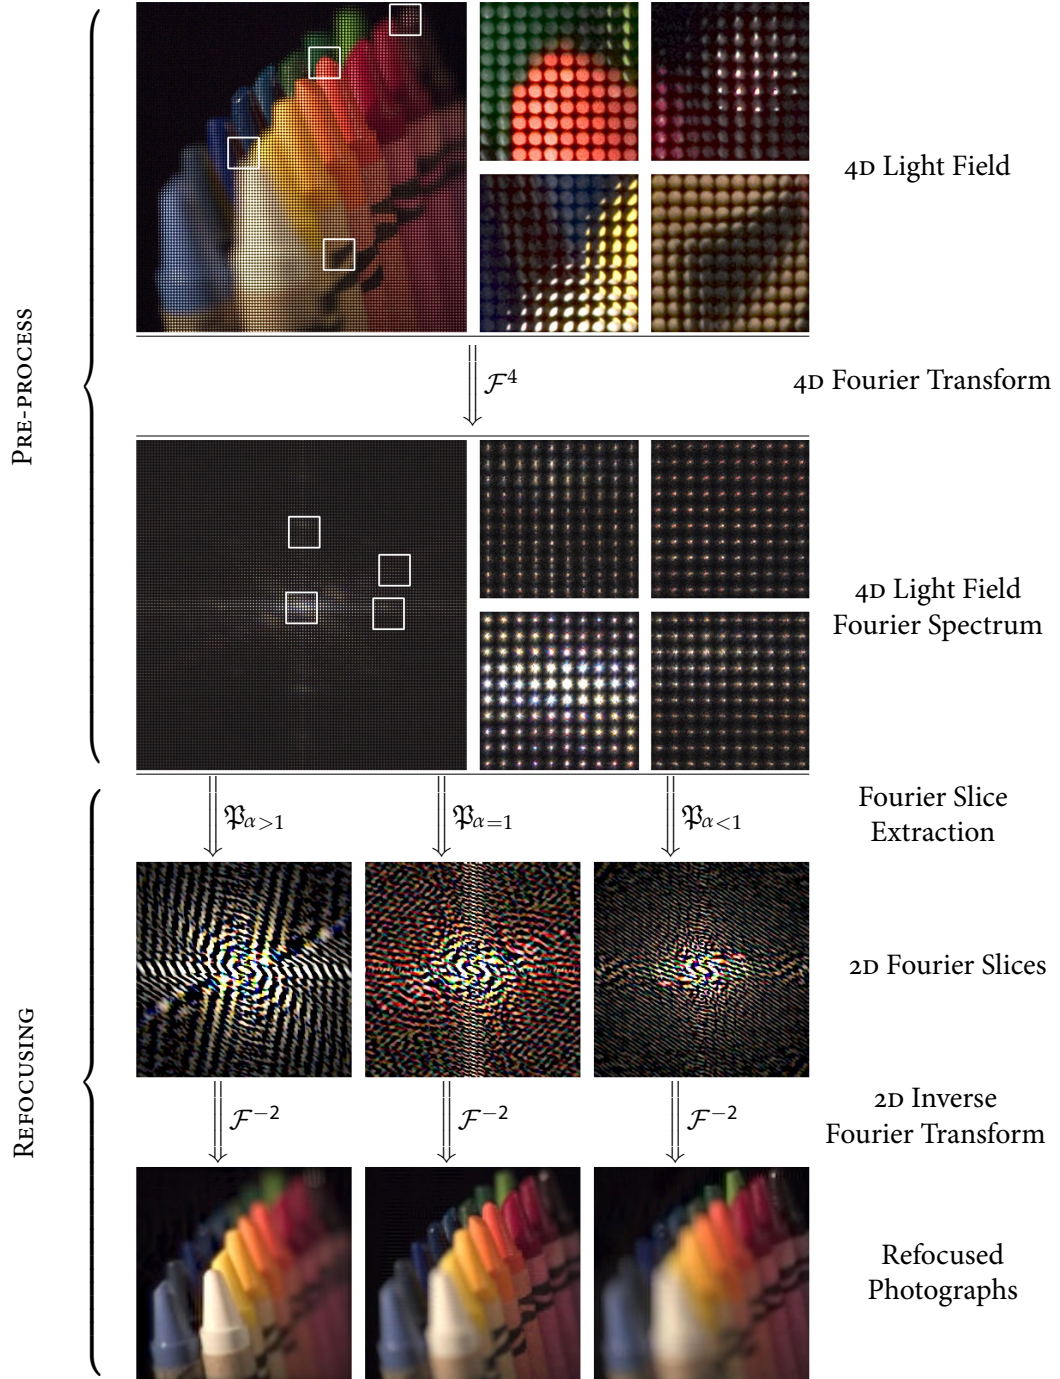 4D Light Field
PRE-PROCESS
ℱ⁴
4D Fourier Transform
4D Light Field
Fourier Spectrum
𝔓α>1
𝔓α=1
𝔓α<1
Fourier Slice
Extraction
2D Fourier Slices
REFOCUSING
ℱ⁻²
ℱ⁻²
ℱ⁻²
2D Inverse
Fourier Transform
Refocused
Photographs